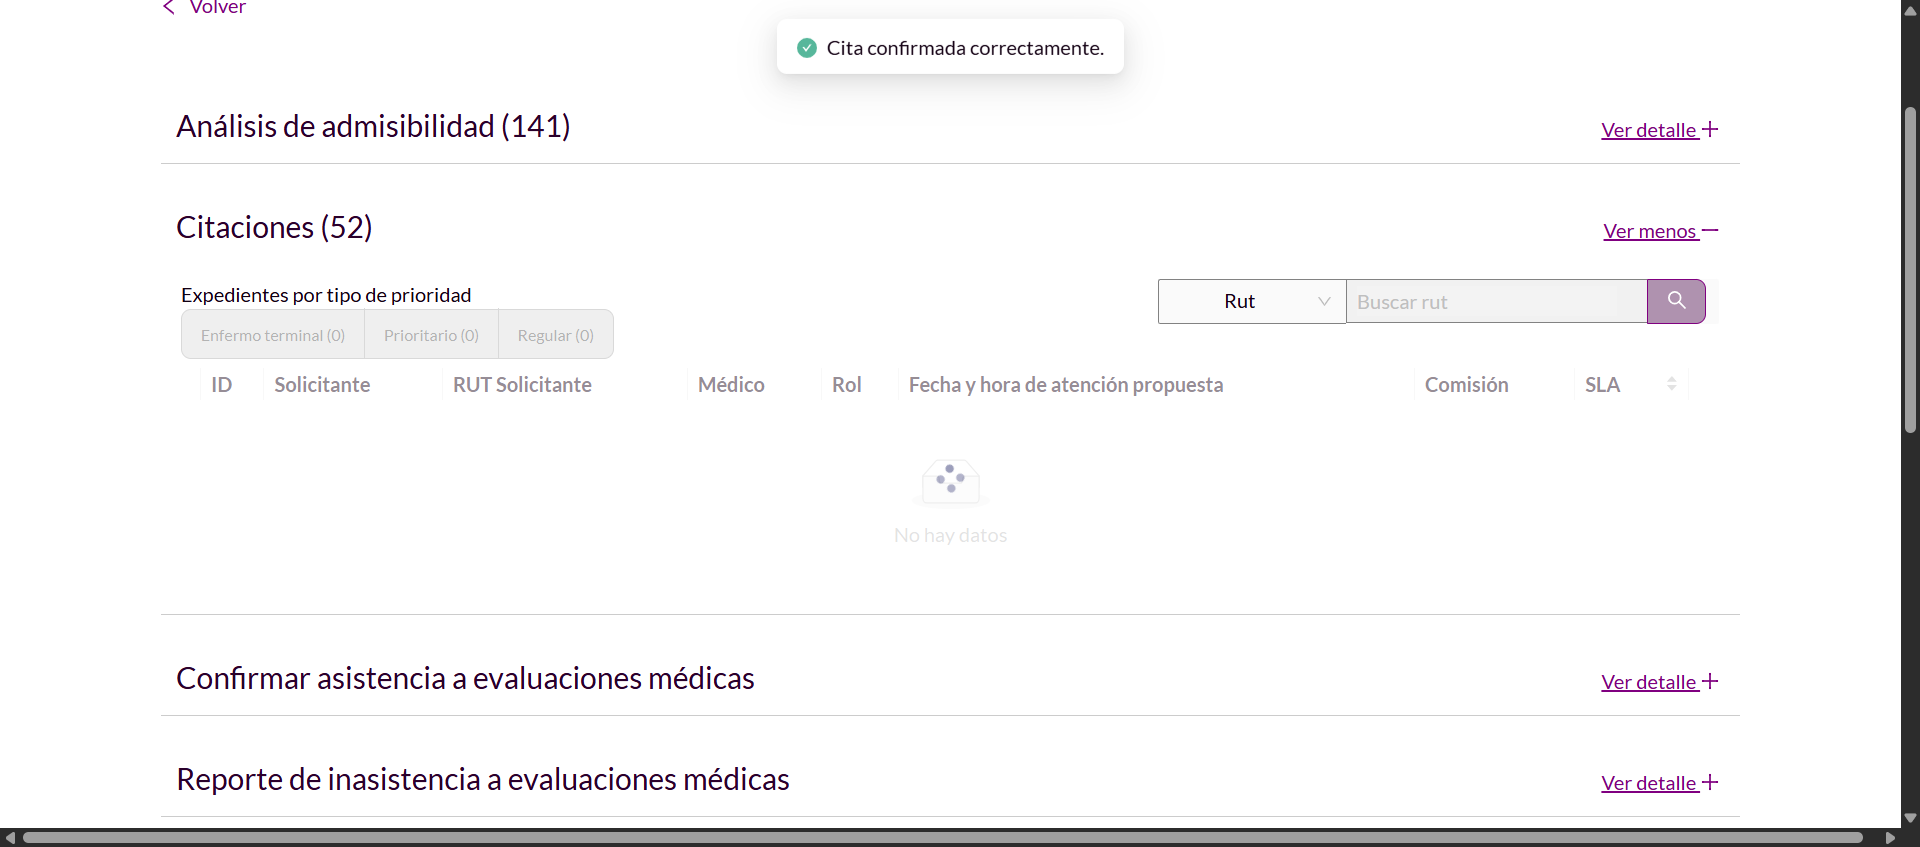 Volver
Cita confirmada correctamente.
Análisis de admisibilidad (141)
Ver detalle
Citaciones (52)
Ver menos
Expedientes por tipo de prioridad
Rut
Buscar rut
Enfermo terminal (0)
Prioritario (0)
Regular (0)
ID
Solicitante
RUT Solicitante
Médico
Rol
Fecha y hora de atención propuesta
Comisión
SLA
No hay datos
Confirmar asistencia a evaluaciones médicas
Ver detalle
Reporte de inasistencia a evaluaciones médicas
Ver detalle